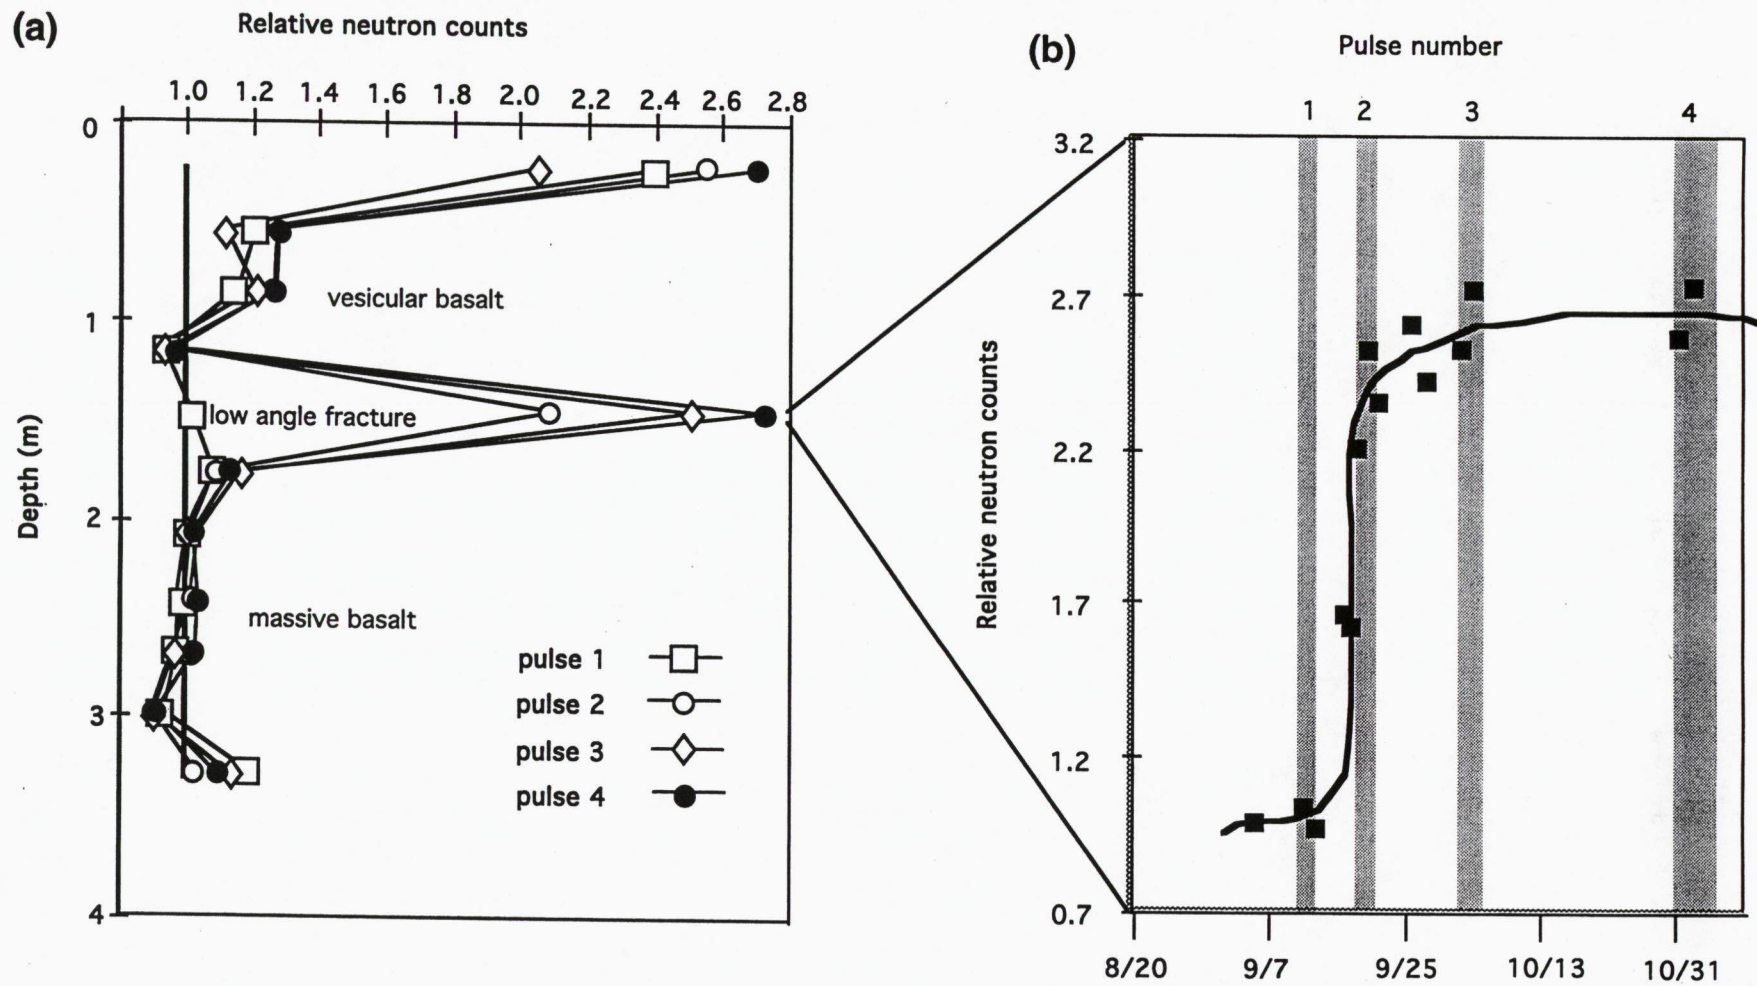 (a)
Relative neutron counts
1.0 1.2 1.4 1.6 1.8 2.0 2.2 2.4 2.6 2.8
0
1
2
3
4
Depth (m)
vesicular basalt
low angle fracture
massive basalt
pulse 1
pulse 2
pulse 3
pulse 4
(b)
Pulse number
1 2 3 4
3.2
2.7
2.2
1.7
1.2
0.7
Relative neutron counts
8/20 9/7 9/25 10/13 10/31